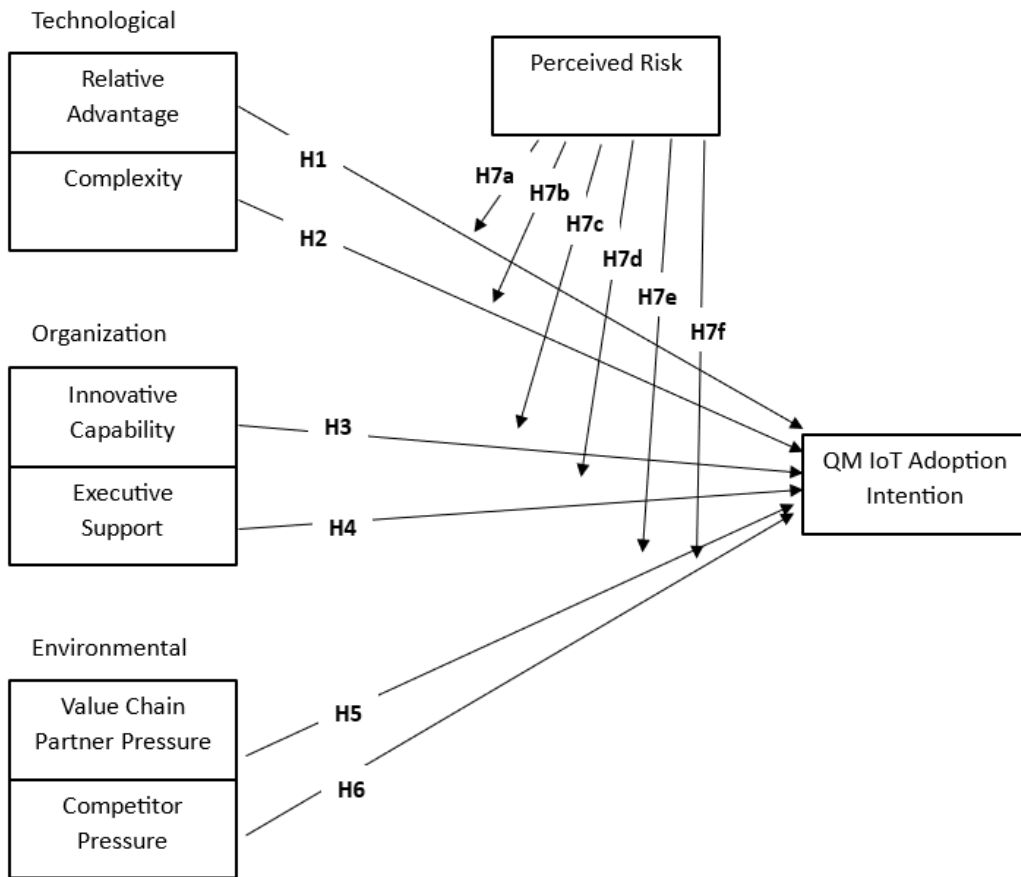 Technological
Relative
Advantage
Complexity
Perceived Risk
H1
H2
H7a
H7b
H7c
H7d
H7e
H7f
Organization
Innovative
Capability
Executive
Support
H3
H4
QM IoT Adoption
Intention
Environmental
Value Chain
Partner Pressure
Competitor
Pressure
H5
H6